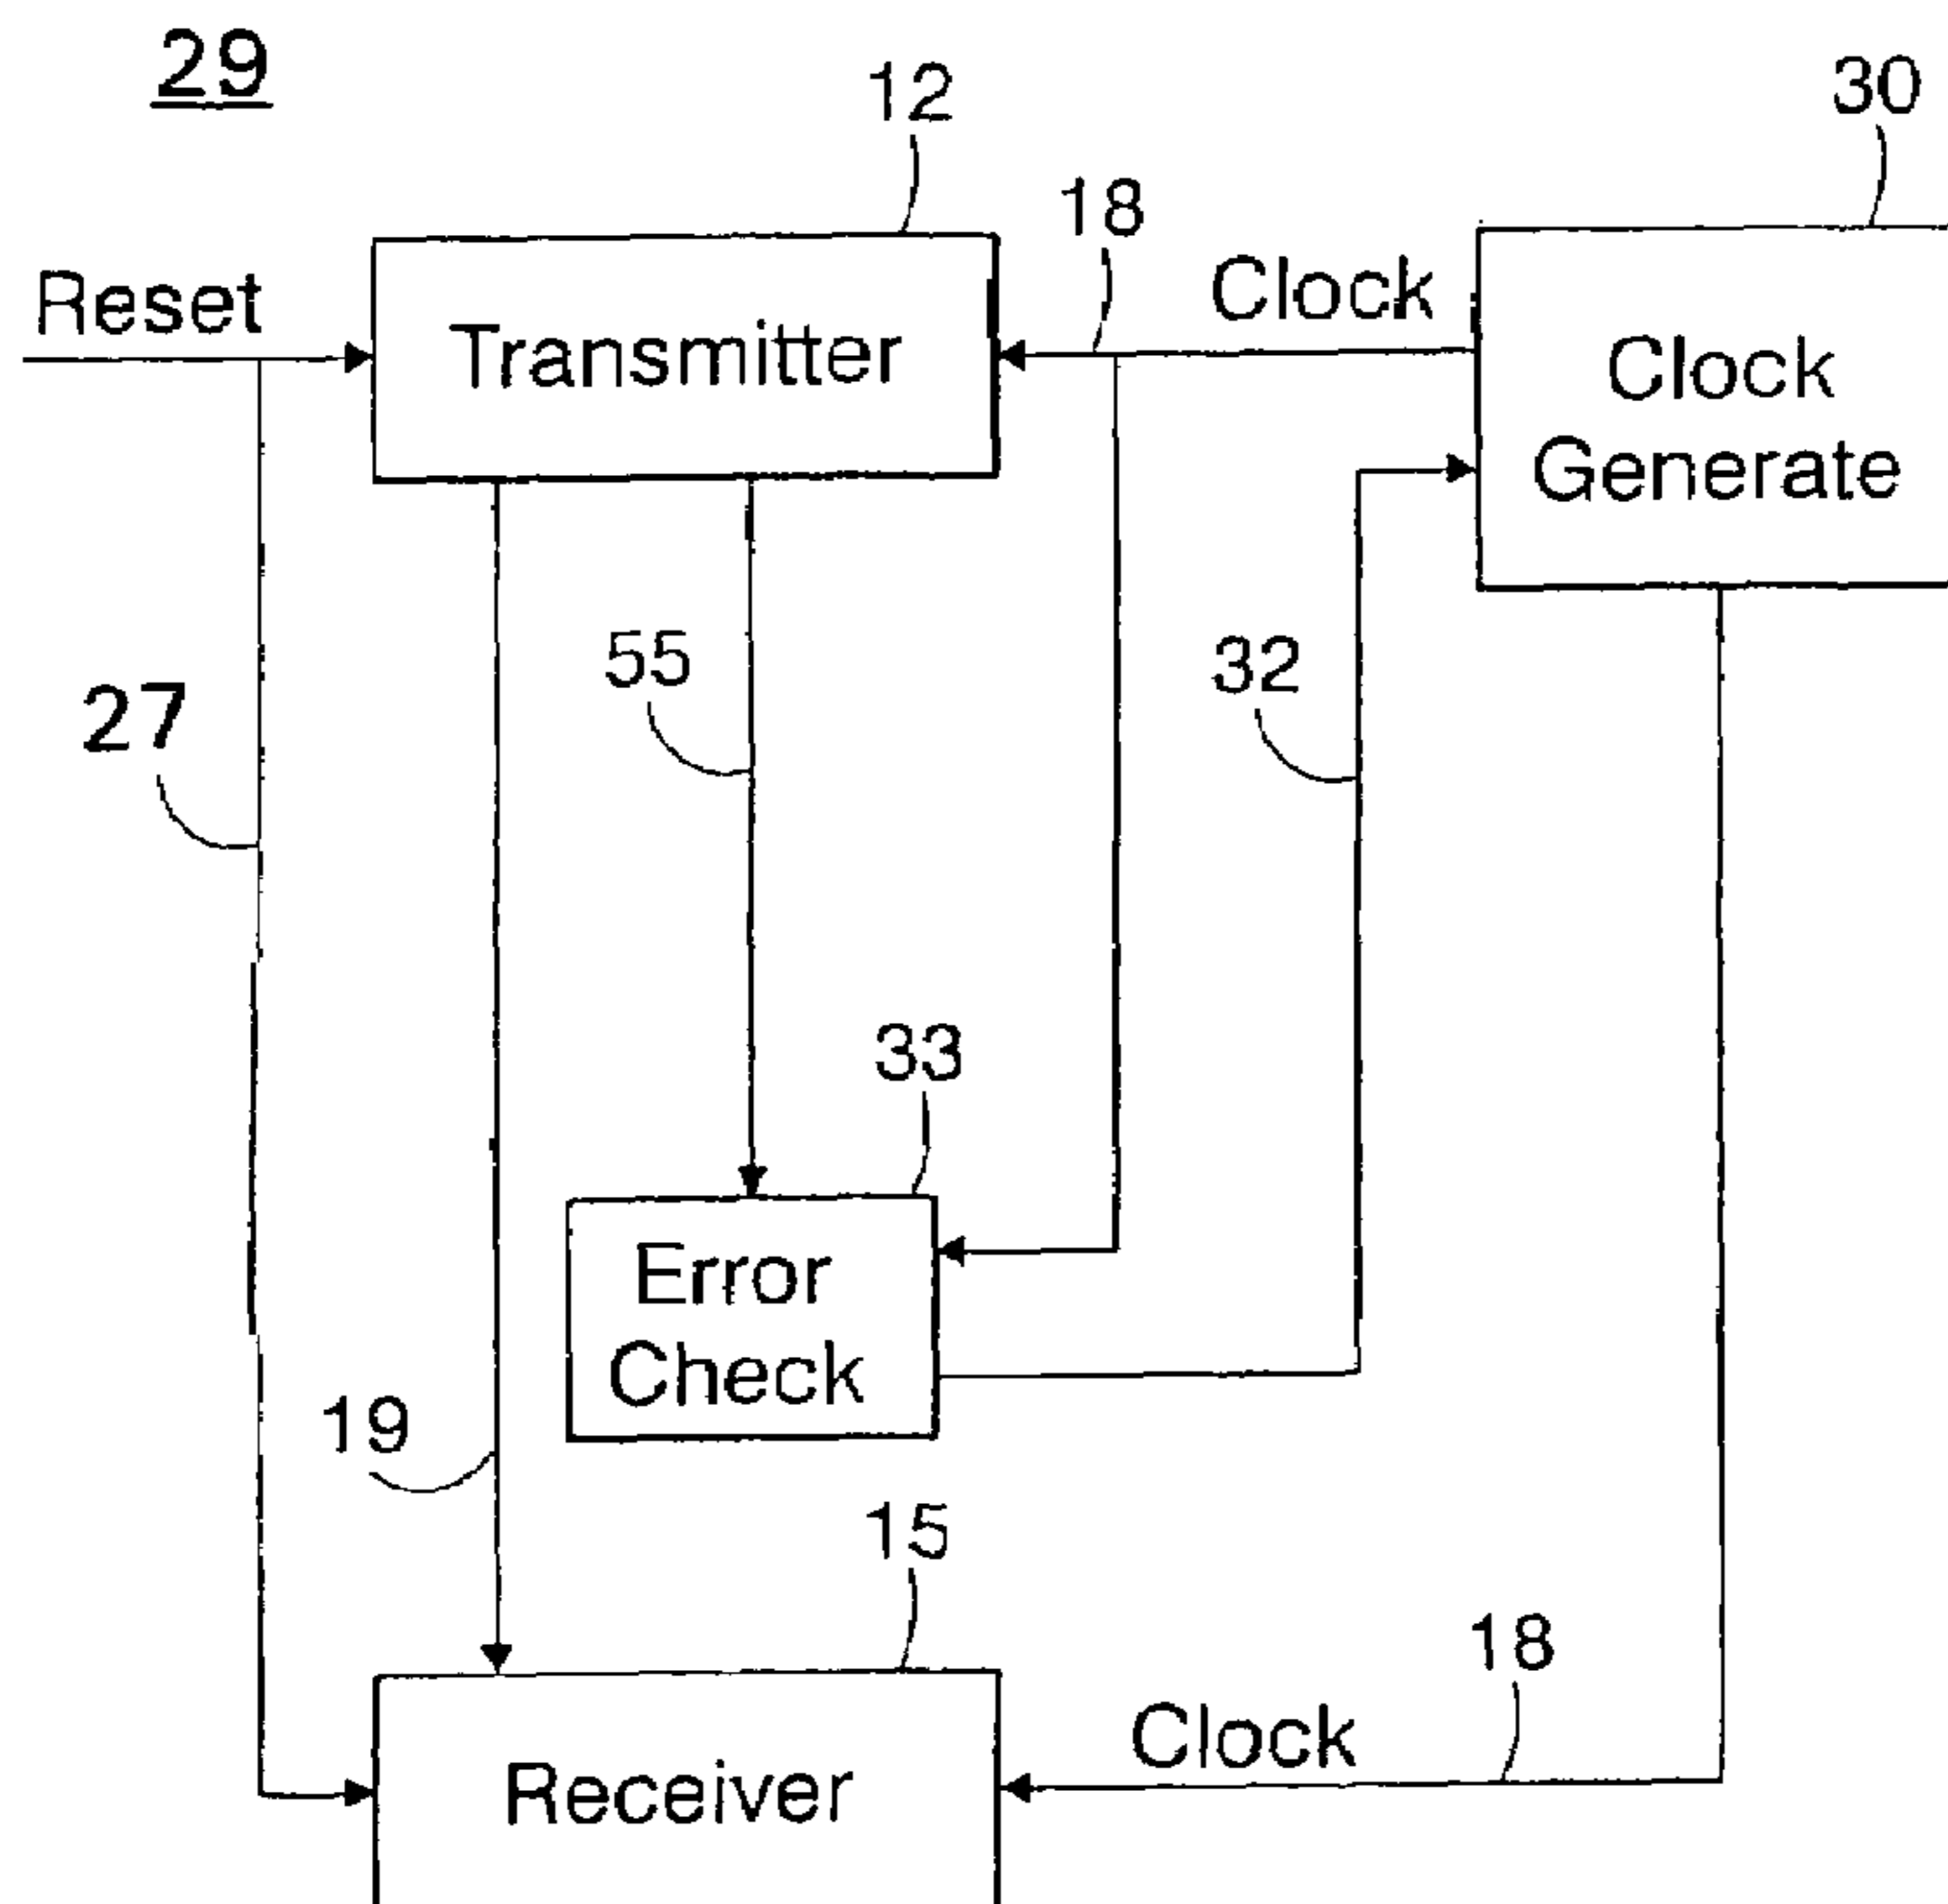 29
12
30
18
Reset
Clock
Transmitter
Clock
Generate
55
32
27
33
Error
Check
19
15
18
Clock
Receiver